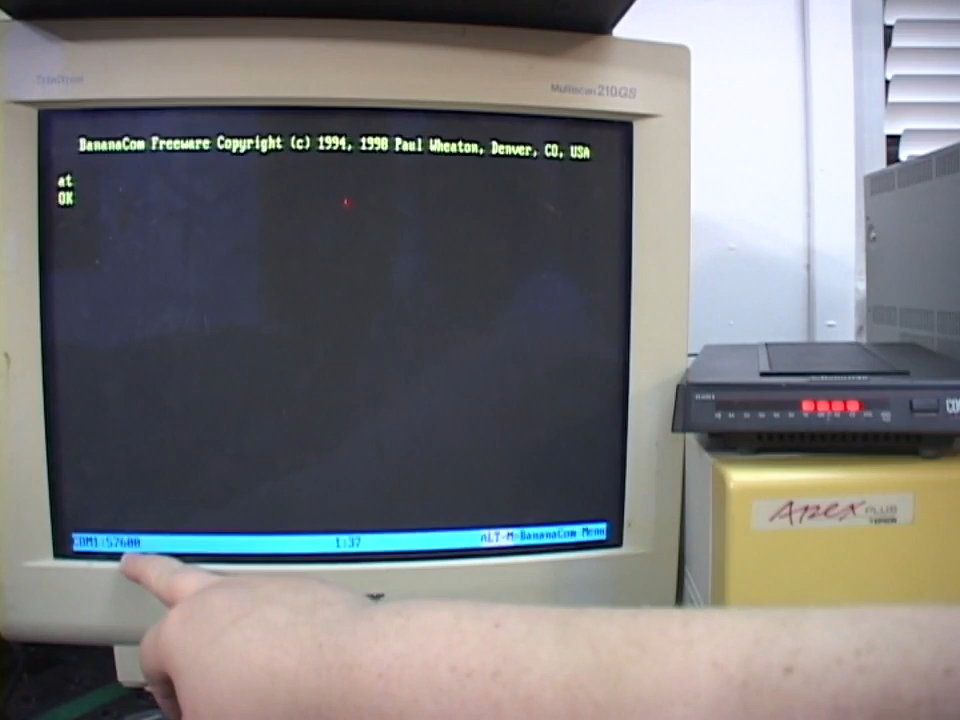 Multiscan 210GS
BananaCom Freeware Copyright (c) 1994, 1998 Paul Wheaton, Denver, CO, USA
at
OK
COM1:57600
1:37
ALT-M=BananaCom Menu
Apex PLUS